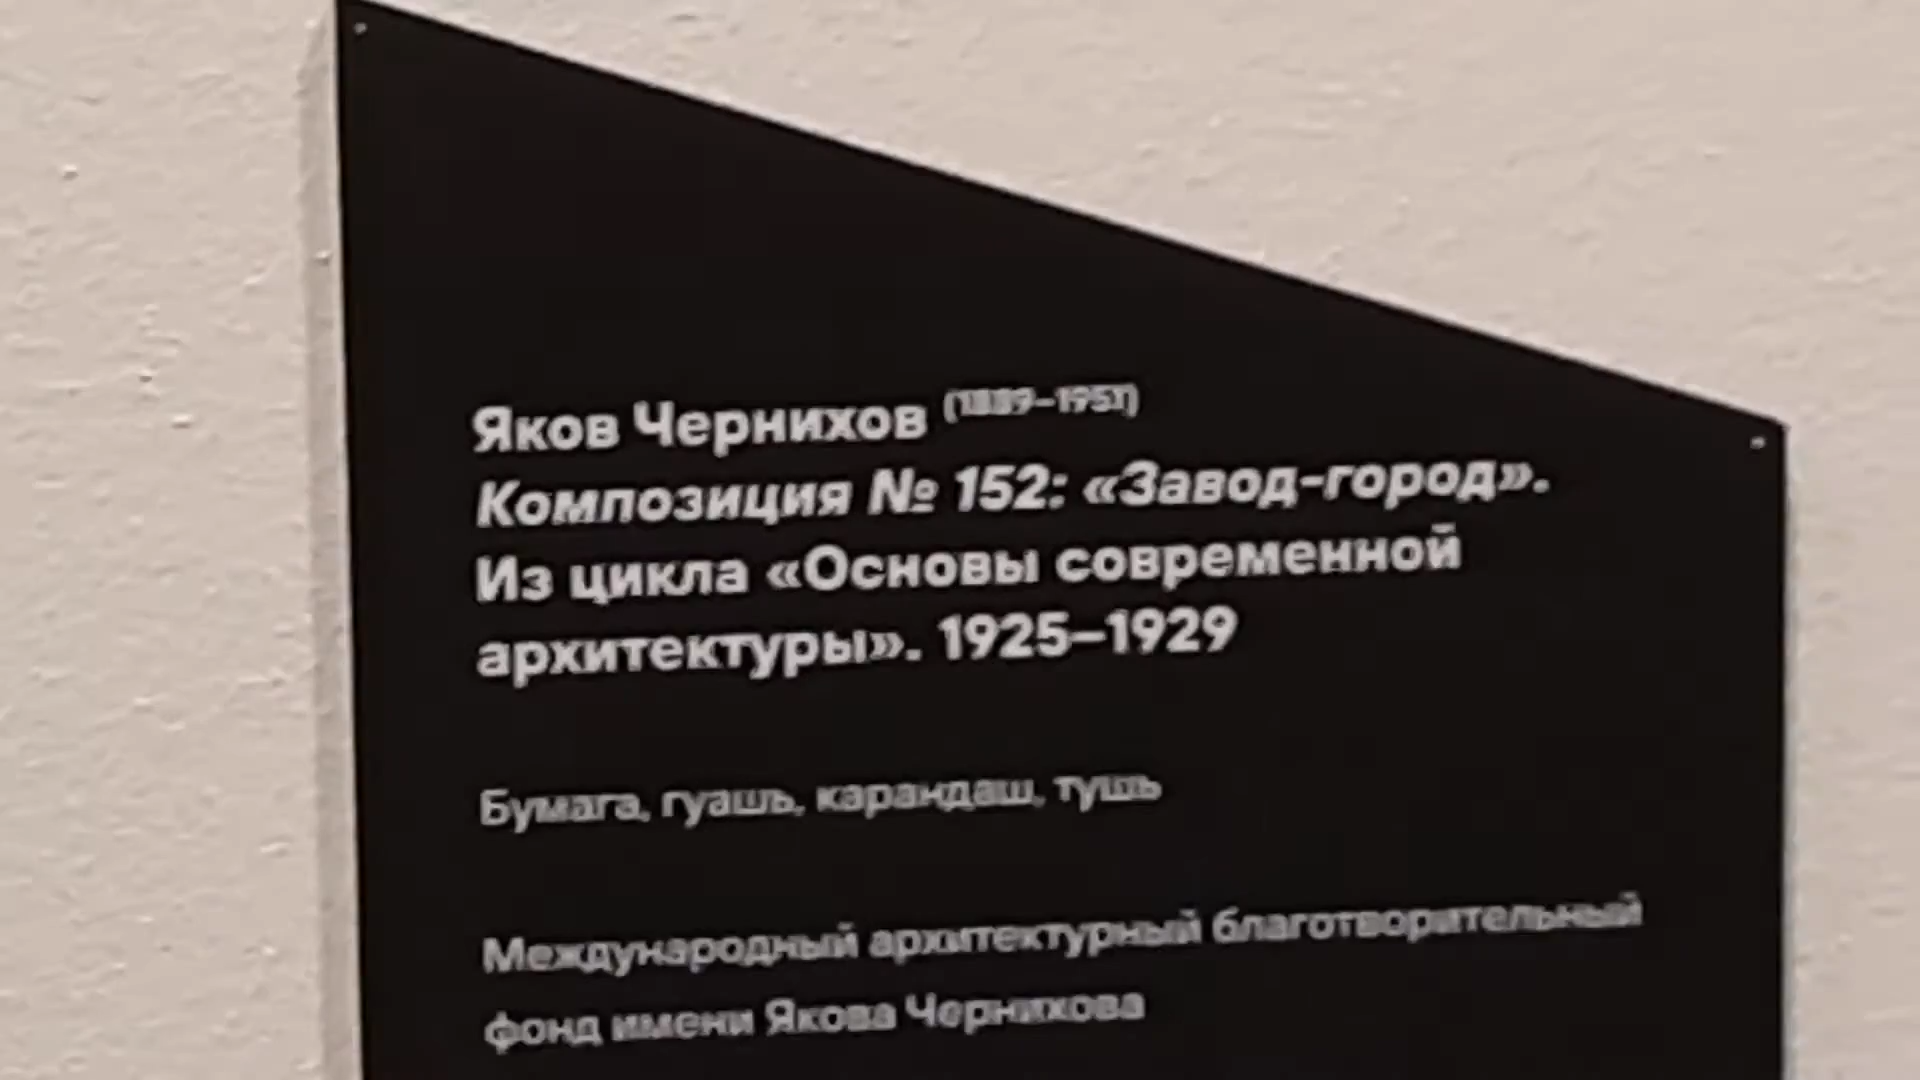 Яков Чернихов (1889–1951)
Композиция № 152: «Завод-город».
Из цикла «Основы современной
архитектуры». 1925–1929
Бумага, гуашь, карандаш, тушь
Международный архитектурный благотворительный
фонд имени Якова Чернихова